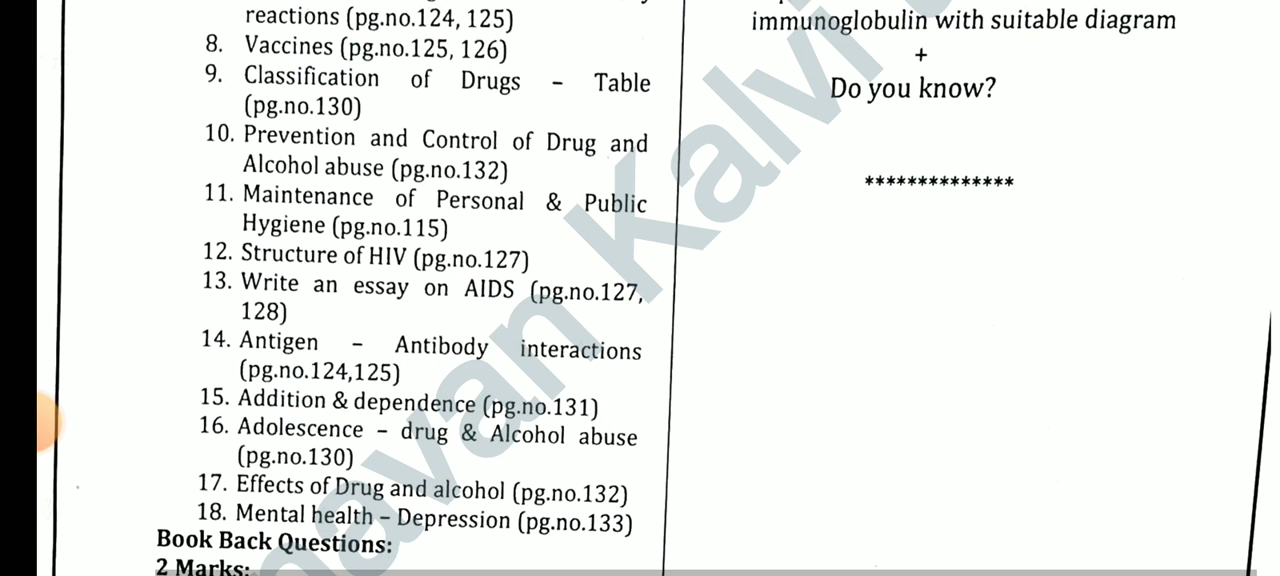 reactions (pg.no.124, 125)
8. Vaccines (pg.no.125, 126)
9. Classification of Drugs – Table
(pg.no.130)
10. Prevention and Control of Drug and
Alcohol abuse (pg.no.132)
11. Maintenance of Personal & Public
Hygiene (pg.no.115)
12. Structure of HIV (pg.no.127)
13. Write an essay on AIDS (pg.no.127,
128)
14. Antigen – Antibody interactions
(pg.no.124,125)
15. Addition & dependence (pg.no.131)
16. Adolescence – drug & Alcohol abuse
(pg.no.130)
17. Effects of Drug and alcohol (pg.no.132)
18. Mental health – Depression (pg.no.133)
Book Back Questions:
2 Marks:
immunoglobulin with suitable diagram
+
Do you know?
**************
Kalvi